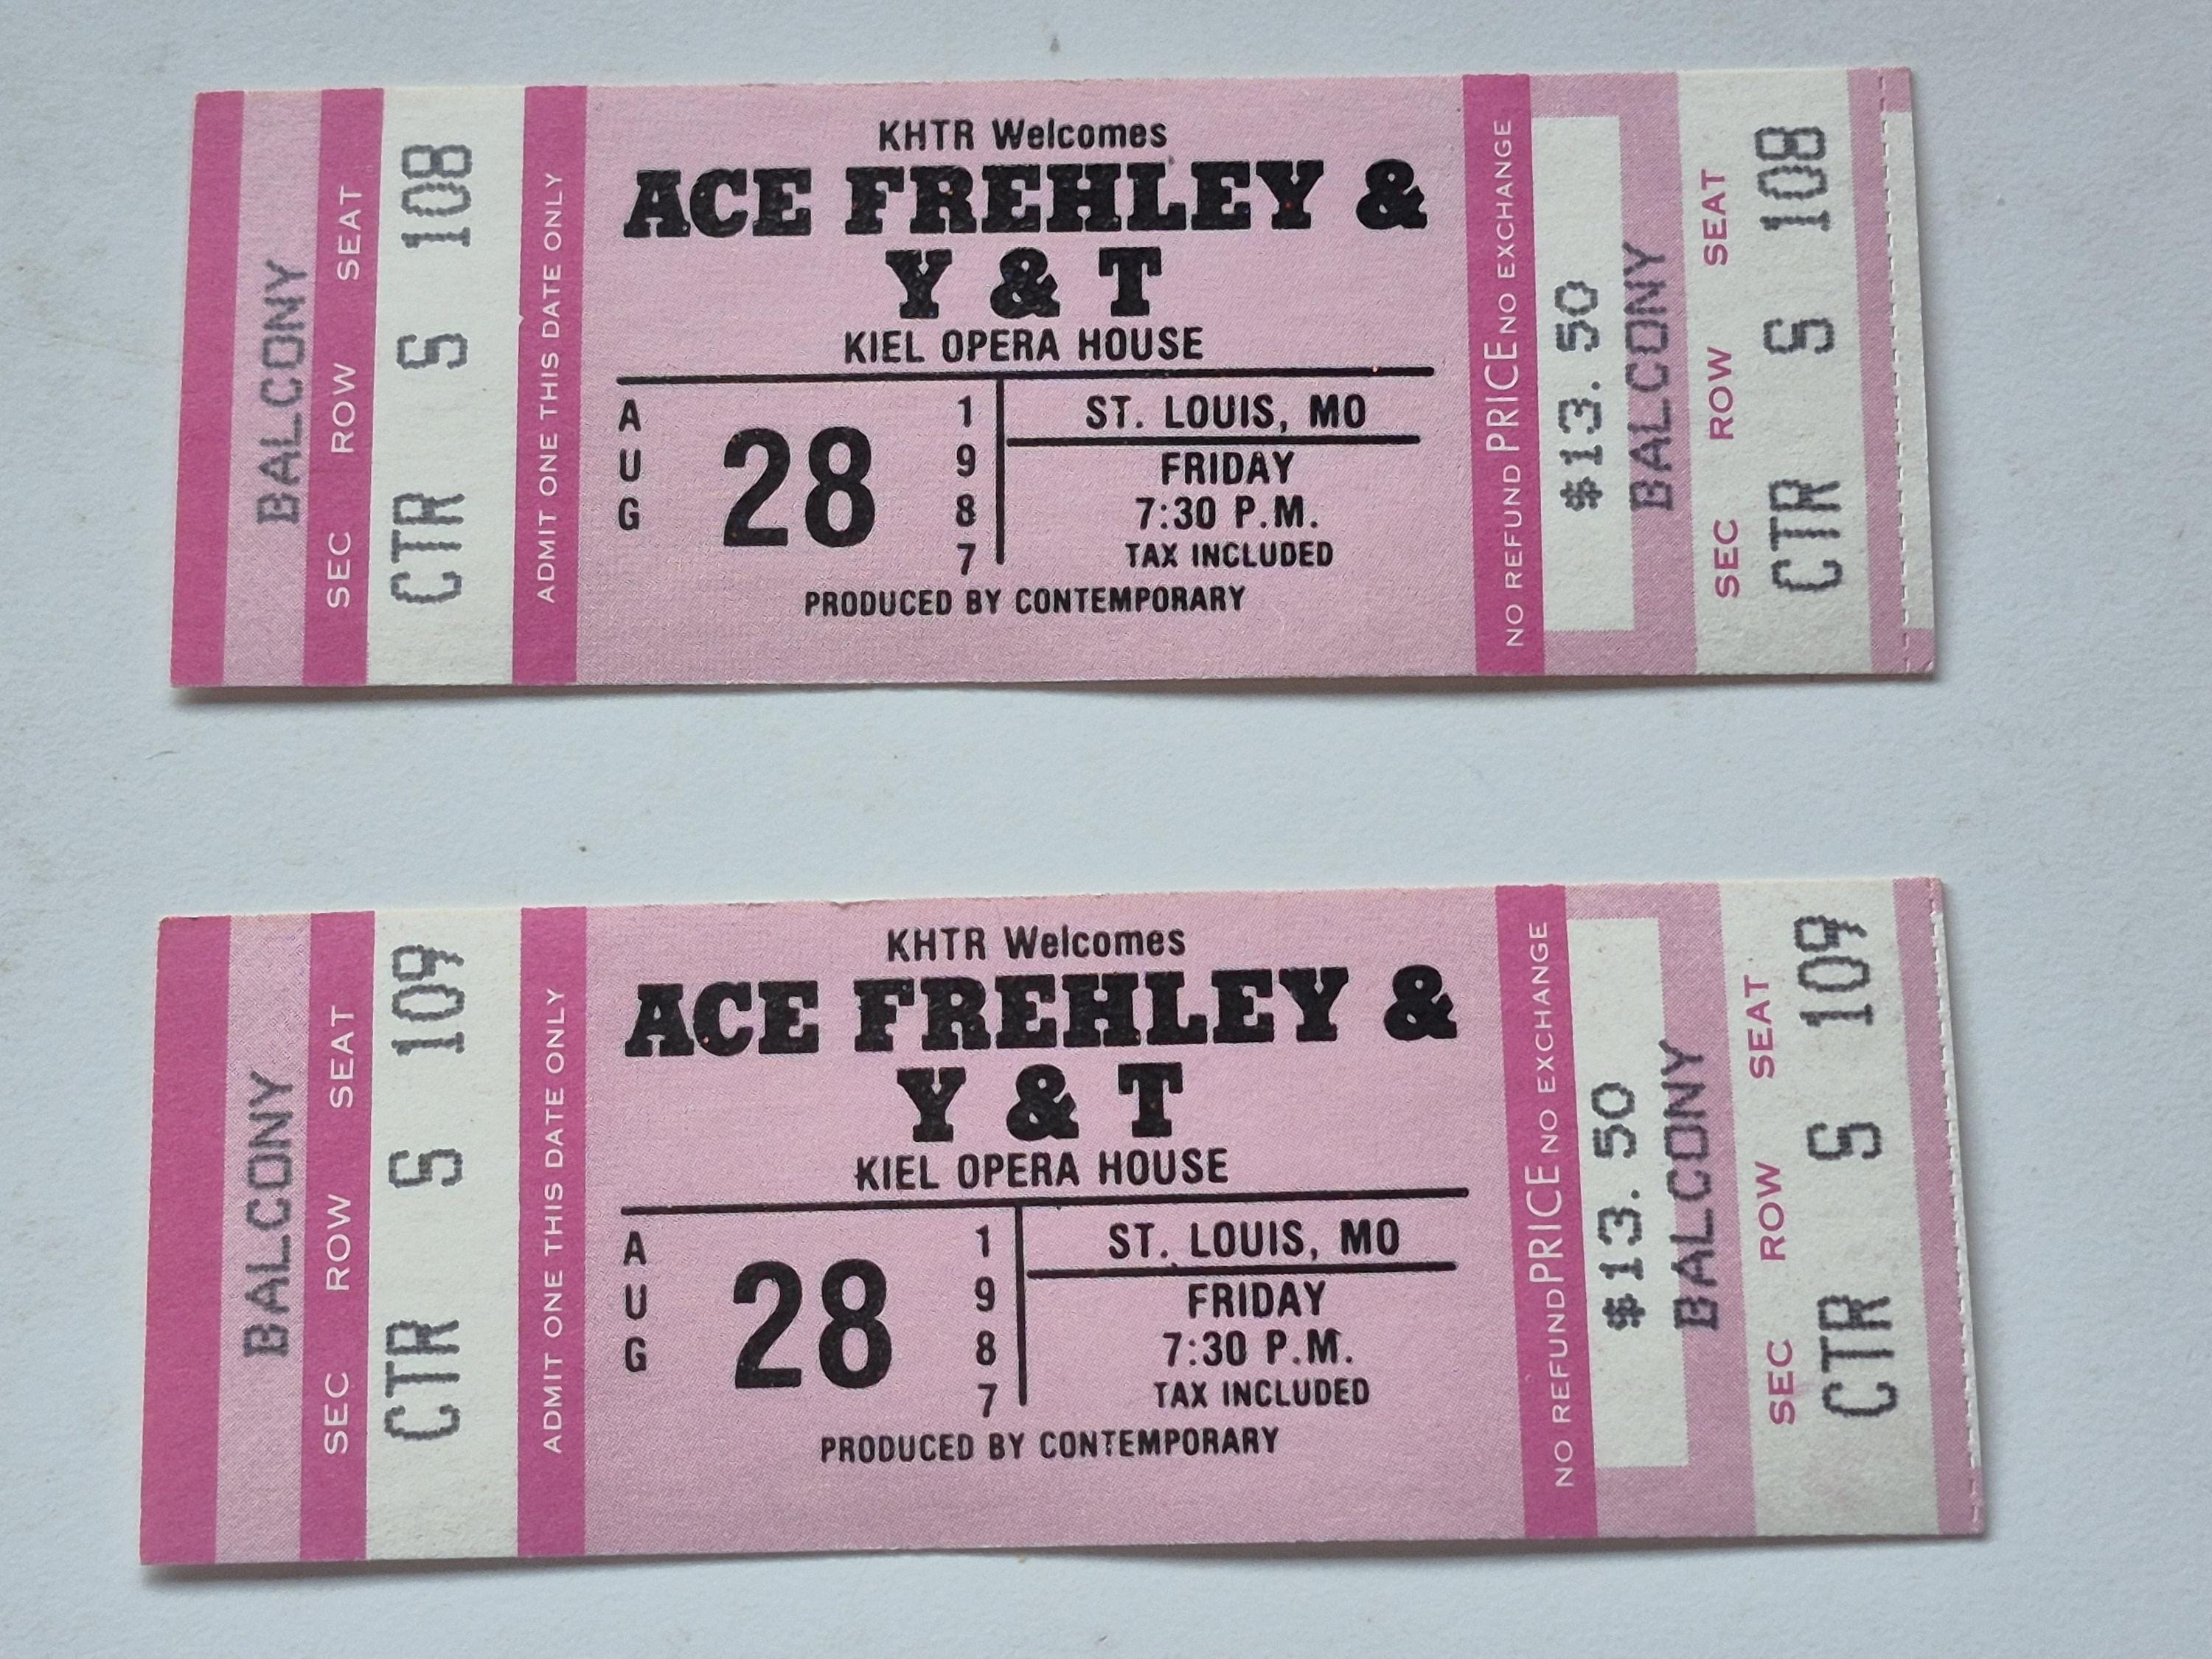 BALCONY
SEC ROW SEAT
CTR S 108
ADMIT ONE THIS DATE ONLY
KHTR Welcomes
ACE FREHLEY &
Y & T
KIEL OPERA HOUSE
AUG 28 1987
ST. LOUIS, MO
FRIDAY
7:30 P.M.
TAX INCLUDED
PRODUCED BY CONTEMPORARY
NO REFUND PRICE NO EXCHANGE
$13.50
BALCONY
SEC ROW SEAT
CTR S 108
BALCONY
SEC ROW SEAT
CTR S 109
ADMIT ONE THIS DATE ONLY
KHTR Welcomes
ACE FREHLEY &
Y & T
KIEL OPERA HOUSE
AUG 28 1987
ST. LOUIS, MO
FRIDAY
7:30 P.M.
TAX INCLUDED
PRODUCED BY CONTEMPORARY
NO REFUND PRICE NO EXCHANGE
$13.50
BALCONY
SEC ROW SEAT
CTR S 109